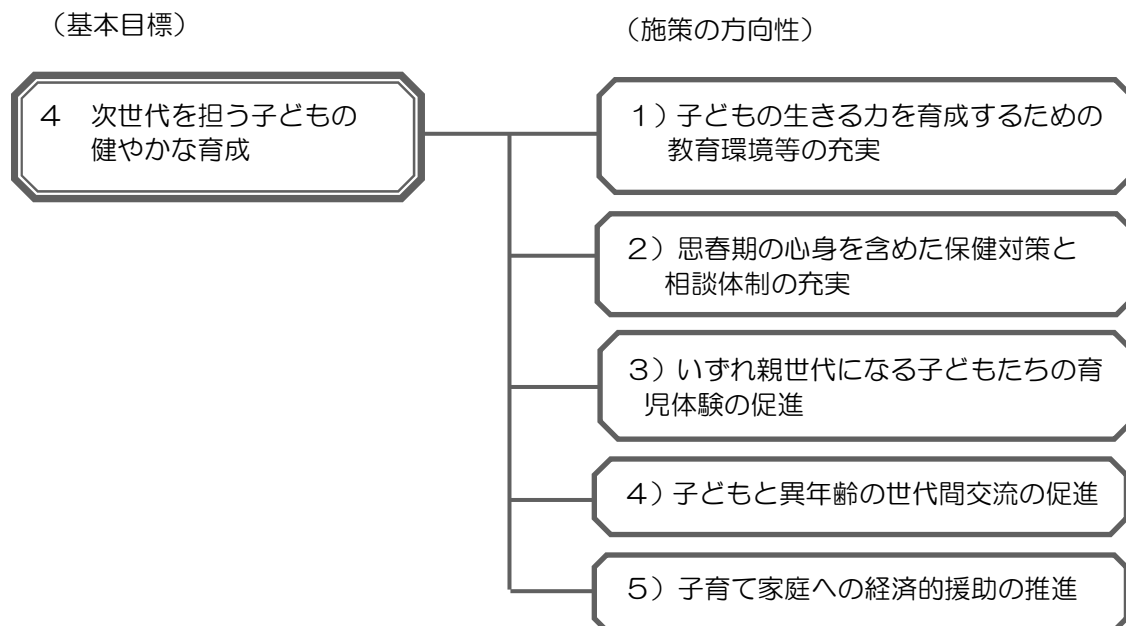 （基本目標）
（施策の方向性）
４　次世代を担う子どもの
健やかな育成
１）子どもの生きる力を育成するための
教育環境等の充実
２）思春期の心身を含めた保健対策と
相談体制の充実
３）いずれ親世代になる子どもたちの育
児体験の促進
４）子どもと異年齢の世代間交流の促進
５）子育て家庭への経済的援助の推進